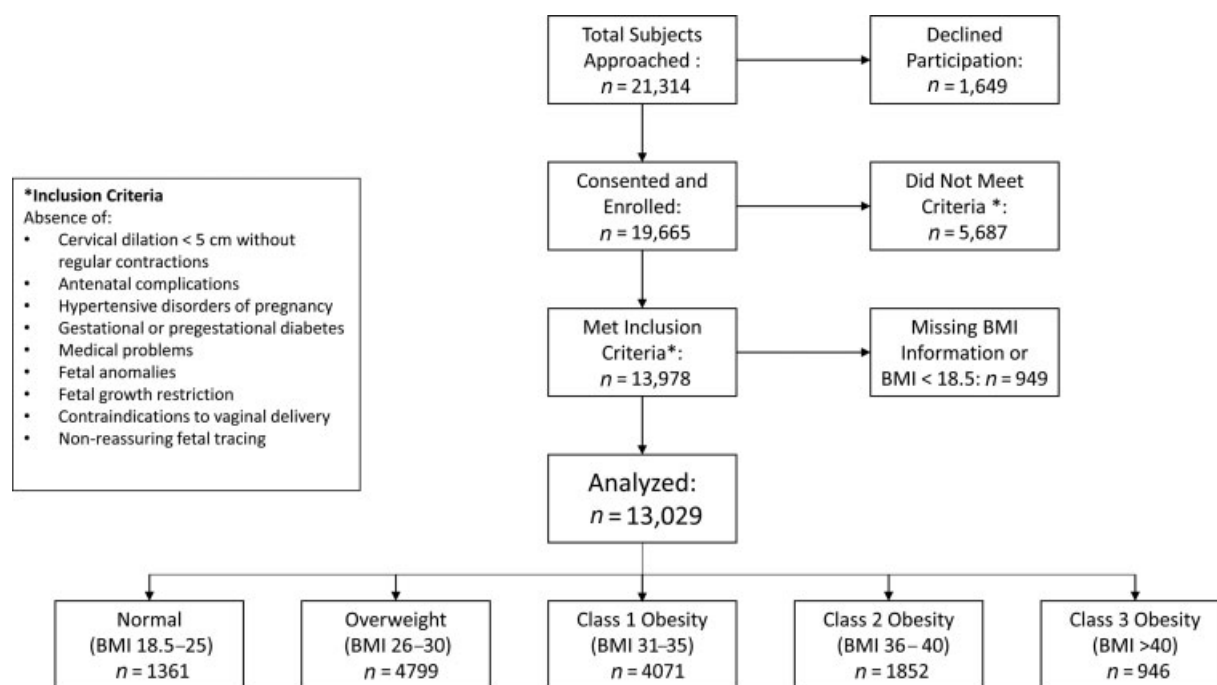 Total Subjects
Approached :
n = 21,314
Declined
Participation:
n = 1,649
Consented and
Enrolled:
n = 19,665
Did Not Meet
Criteria *:
n = 5,687
*Inclusion Criteria
Absence of:
• Cervical dilation < 5 cm without
regular contractions
• Antenatal complications
• Hypertensive disorders of pregnancy
• Gestational or pregestational diabetes
• Medical problems
• Fetal anomalies
• Fetal growth restriction
• Contraindications to vaginal delivery
• Non-reassuring fetal tracing
Met Inclusion
Criteria*:
n = 13,978
Missing BMI
Information or
BMI < 18.5: n = 949
Analyzed:
n = 13,029
Normal
(BMI 18.5–25)
n = 1361
Overweight
(BMI 26–30)
n = 4799
Class 1 Obesity
(BMI 31–35)
n = 4071
Class 2 Obesity
(BMI 36 – 40)
n = 1852
Class 3 Obesity
(BMI >40)
n = 946